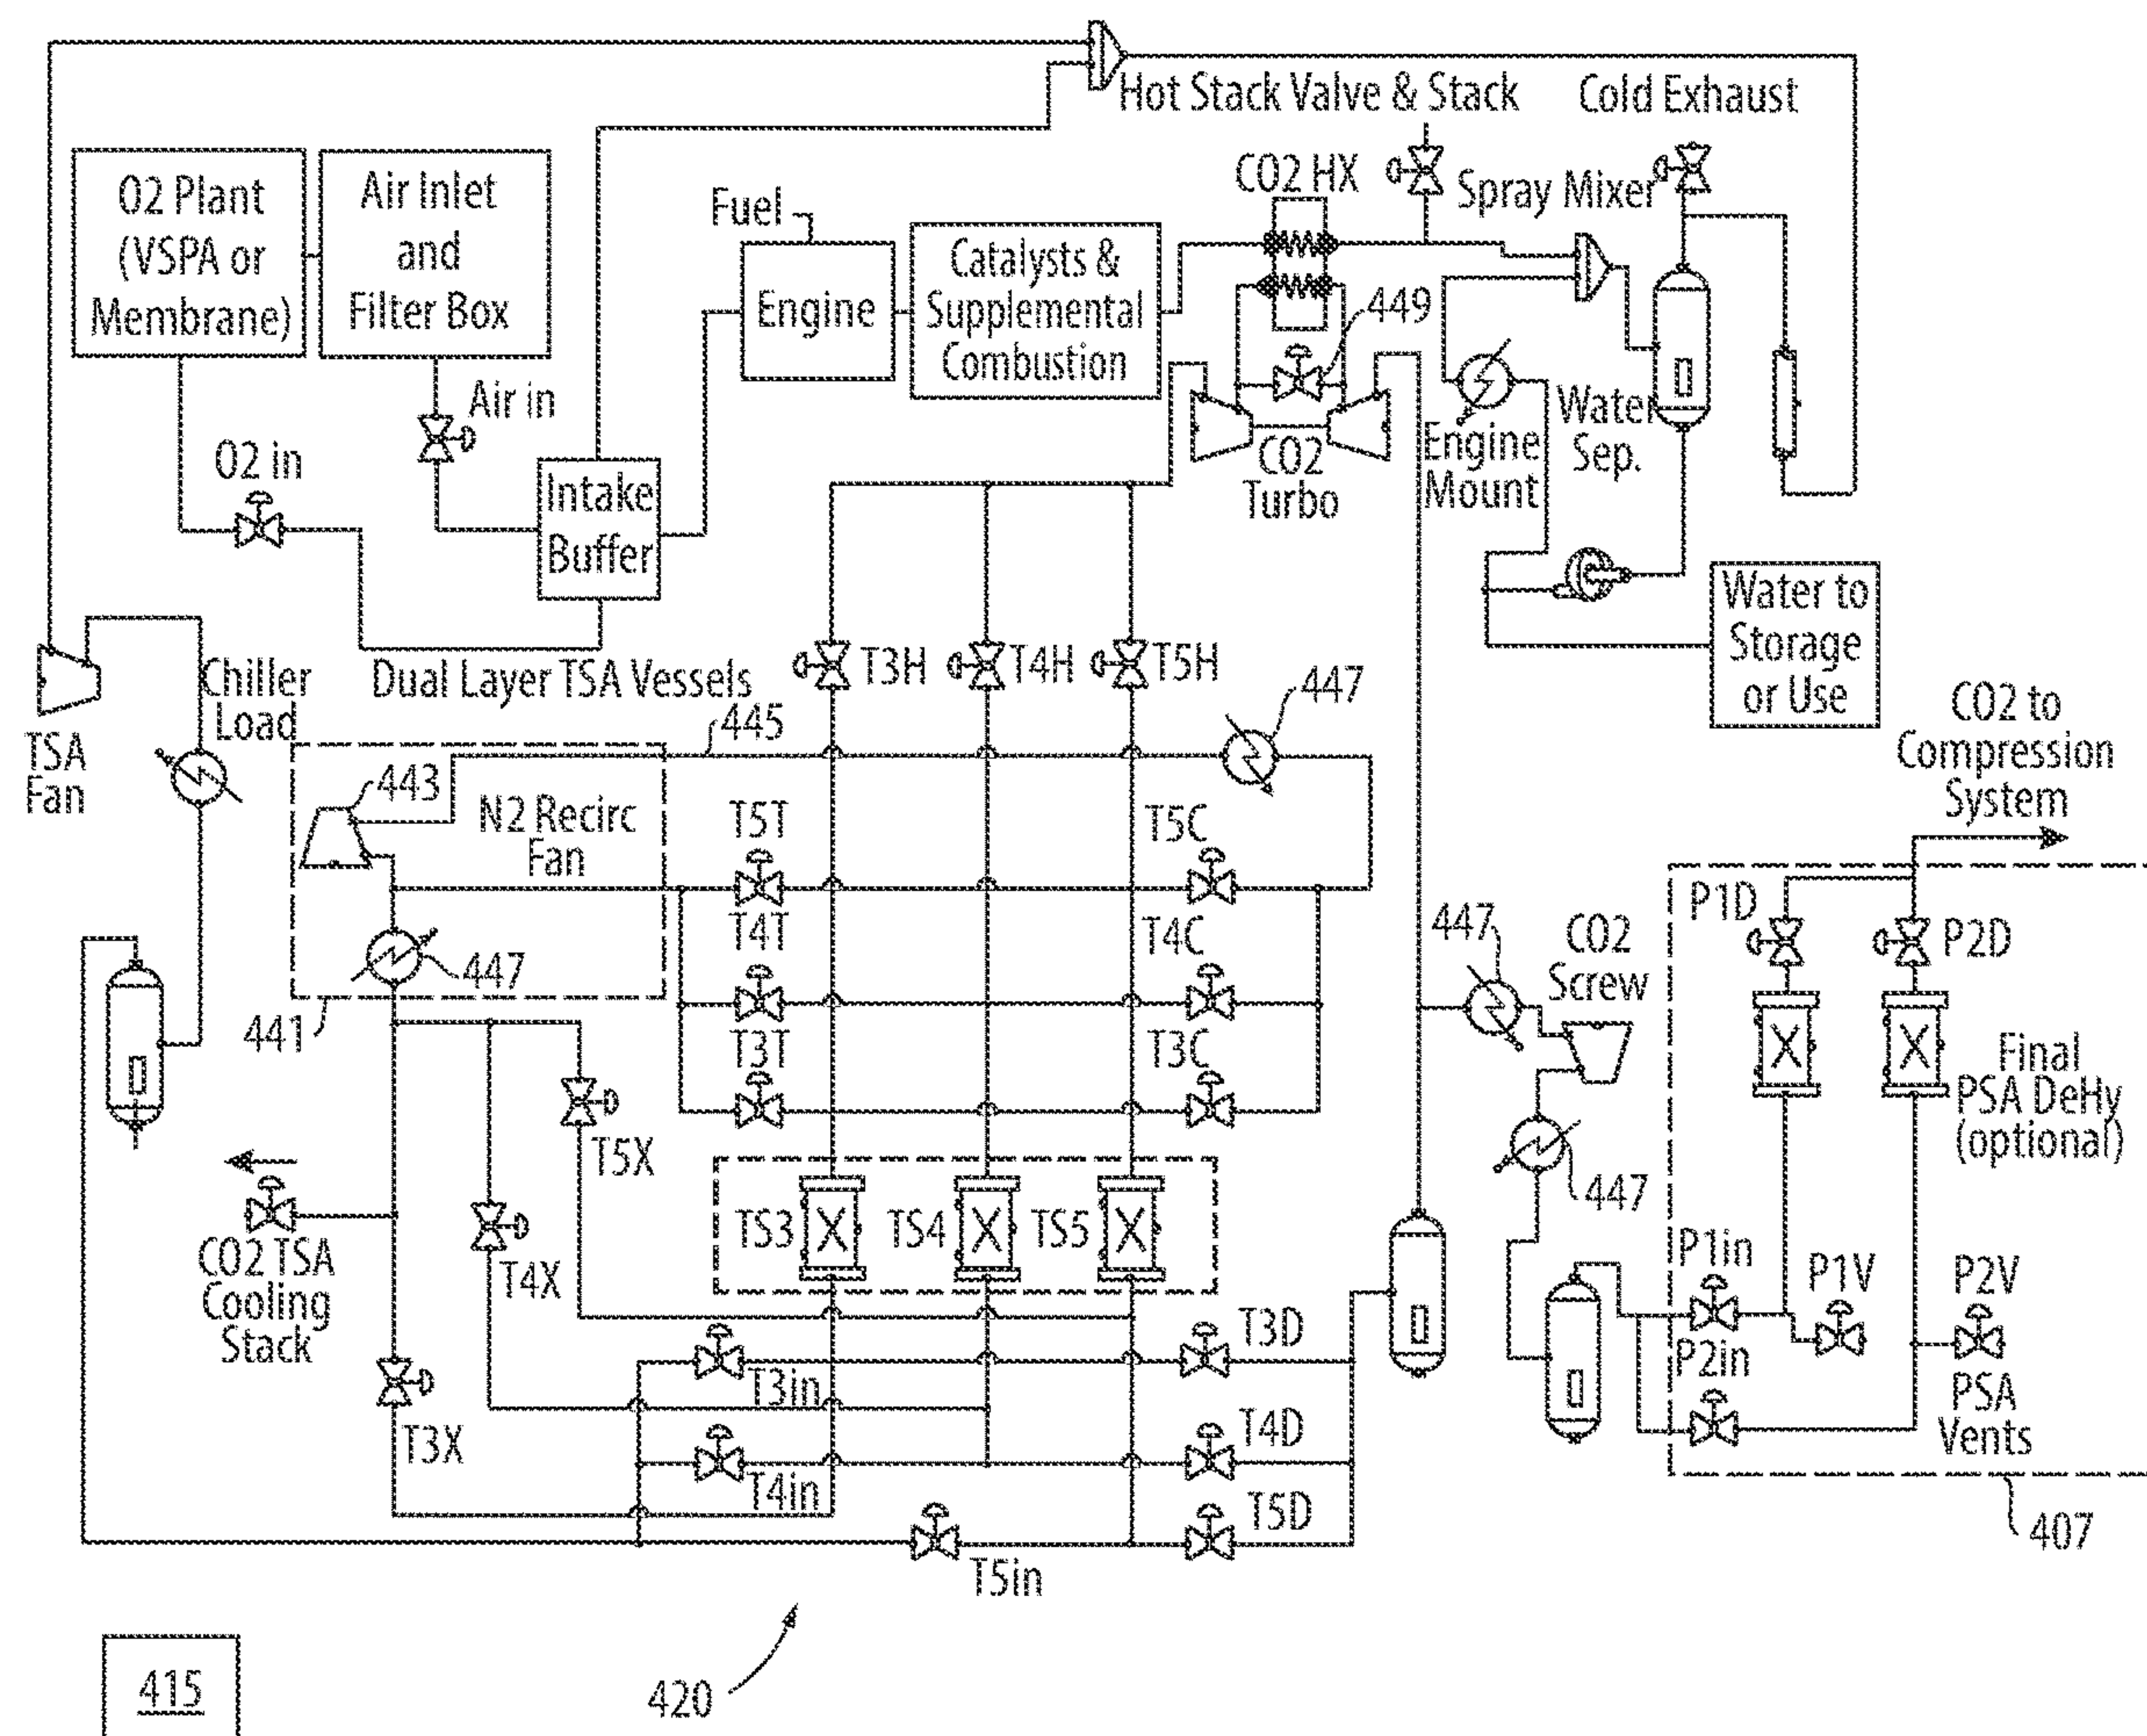 Hot Stack Valve & Stack
Cold Exhaust
O2 Plant
(VSPA or
Membrane)
Air Inlet
and
Filter Box
Fuel
Engine
Catalysts &
Supplemental
Combustion
CO2 HX
Spray Mixer
449
Air in
O2 in
Intake
Buffer
CO2
Turbo
Engine
Mount
Water
Sep.
Water to
Storage
or Use
TSA
Fan
Chiller
Load
Dual Layer TSA Vessels
T3H
T4H
T5H
447
445
443
N2 Recirc
Fan
447
441
T5T
T4T
T3T
T5C
T4C
T3C
CO2 to
Compression
System
447
CO2
Screw
447
P1D
P2D
Final
PSA DeHy
(optional)
T5X
T4X
T3X
CO2 TSA
Cooling
Stack
TS3
TS4
TS5
T3in
T4in
T5in
T3D
T4D
T5D
P1in
P2in
P1V
P2V
PSA
Vents
407
420
415